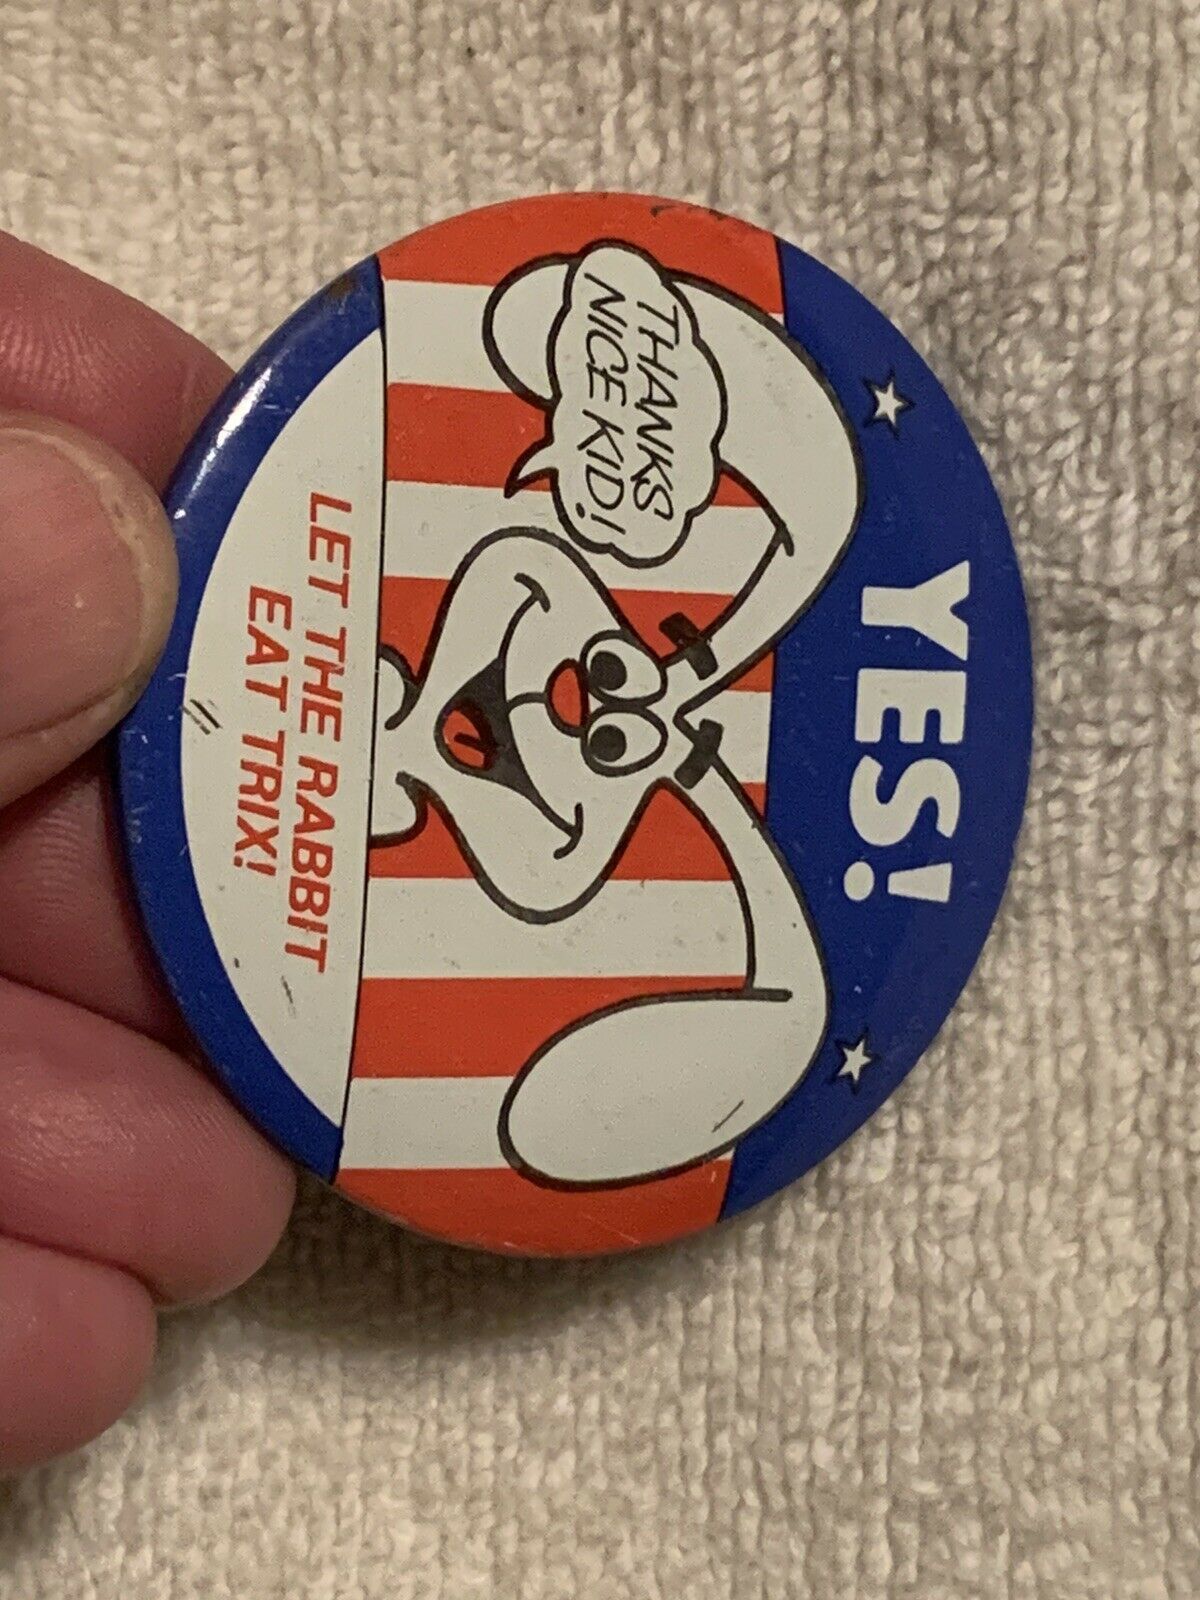 YES!
THANKS
NICE KID!
LET THE RABBIT
EAT TRIX!